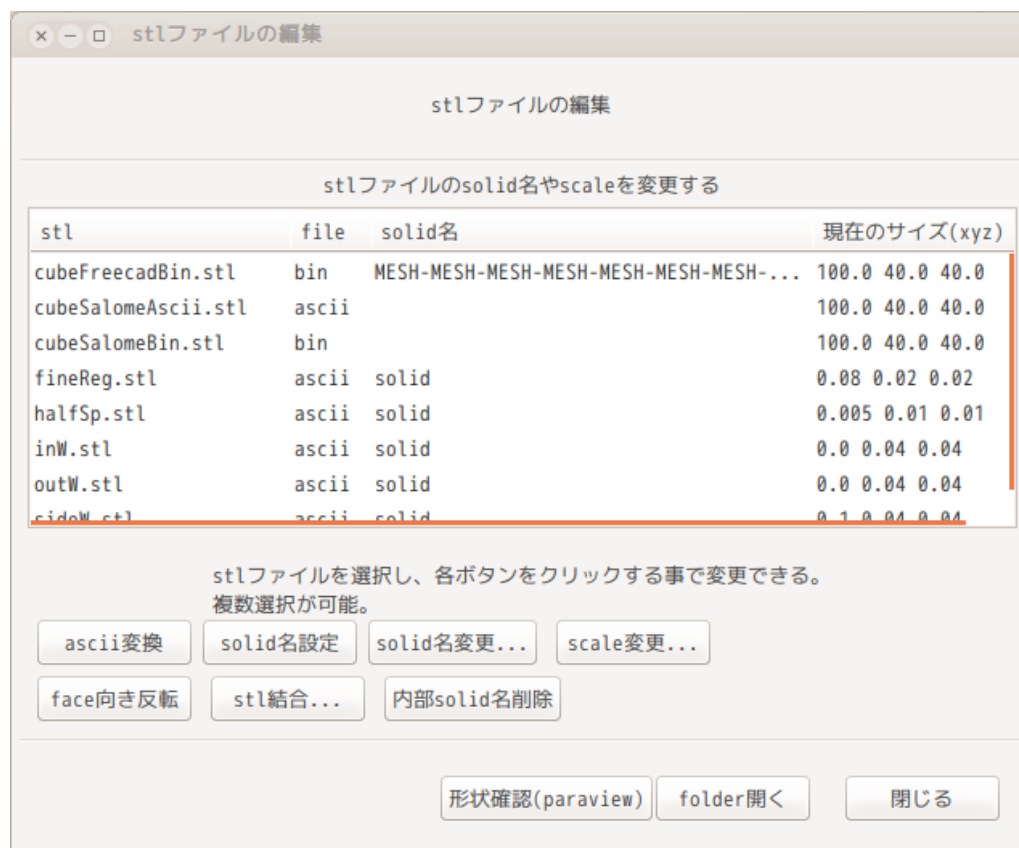 stlファイルの編集
stlファイルの編集
stlファイルのsolid名やscaleを変更する
stl file solid名 現在のサイズ(xyz)
cubeFreecadBin.stl bin MESH-MESH-MESH-MESH-MESH-MESH-MESH-... 100.0 40.0 40.0
cubeSalomeAscii.stl ascii 100.0 40.0 40.0
cubeSalomeBin.stl bin 100.0 40.0 40.0
fineReg.stl ascii solid 0.08 0.02 0.02
halfSp.stl ascii solid 0.005 0.01 0.01
inW.stl ascii solid 0.0 0.04 0.04
outW.stl ascii solid 0.0 0.04 0.04
sideW.stl ascii solid 0.1 0.04 0.04
stlファイルを選択し、各ボタンをクリックする事で変更できる。
複数選択が可能。
ascii変換 solid名設定 solid名変更... scale変更...
face向き反転 stl結合... 内部solid名削除
形状確認(paraview) folder開く 閉じる